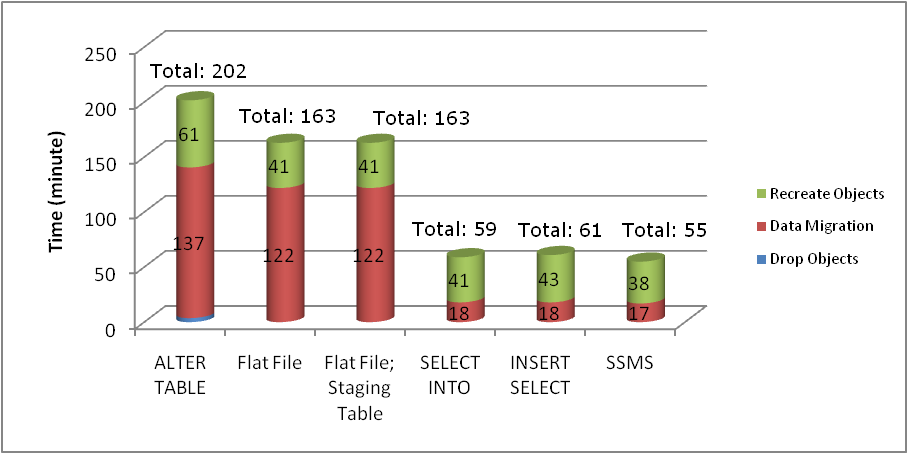 250
200
150
100
50
0
Time (minute)
Total: 202
61
137
Total: 163
41
122
Total: 163
41
122
Total: 59
41
18
Total: 61
43
18
Total: 55
38
17
ALTER
TABLE
Flat File
Flat File;
Staging
Table
SELECT
INTO
INSERT
SELECT
SSMS
Recreate Objects
Data Migration
Drop Objects